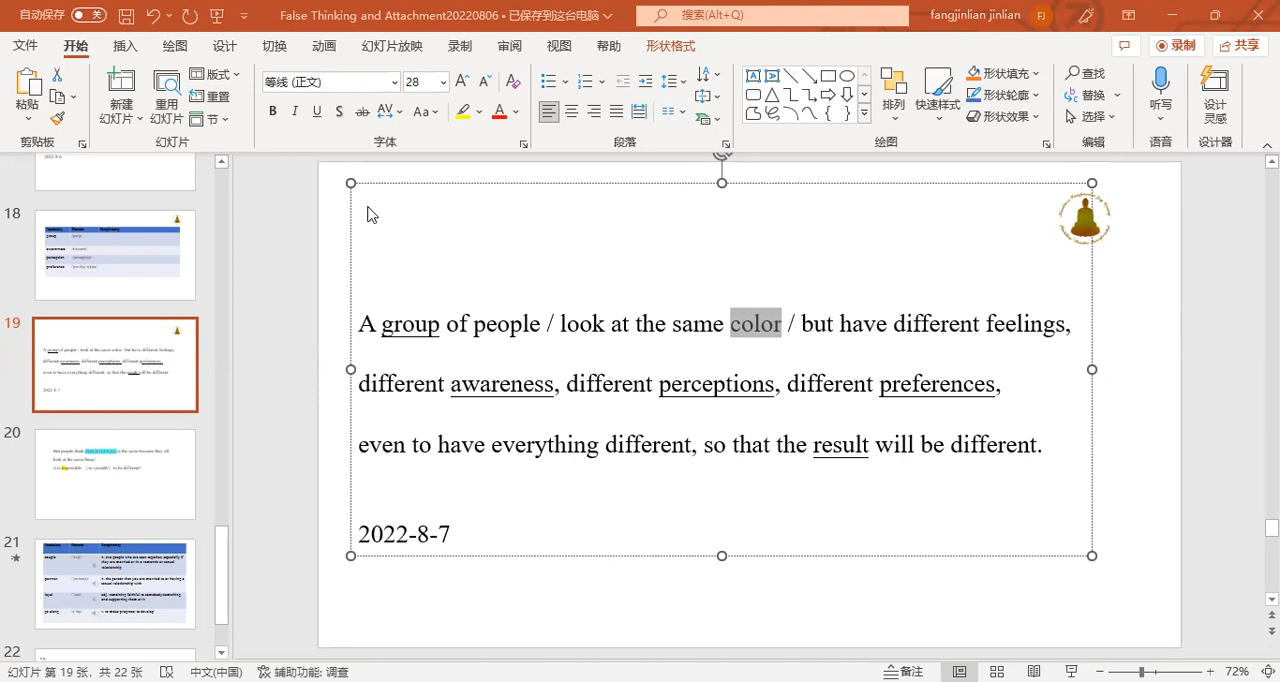 自动保存 关 False Thinking and Attachment20220806 • 已保存到这台电脑 搜索(Alt+Q) fangjinlian jinlian FJ
文件 开始 插入 绘图 设计 切换 动画 幻灯片放映 录制 审阅 视图 帮助 形状格式 录制 共享
粘贴 新建 幻灯片 重用 幻灯片 版式 重置 节 等线 (正文) 28 排列 快速样式 形状填充 形状轮廓 形状效果 查找 替换 选择 听写 设计 灵感
剪贴板 幻灯片 字体 段落 绘图 编辑 语音 设计器
18
19
20
21
22
A group of people / look at the same color / but have different feelings,
different awareness, different perceptions, different preferences,
even to have everything different, so that the result will be different.
2022-8-7
幻灯片 第 19 张，共 22 张 中文(中国) 辅助功能: 调查 备注 72%